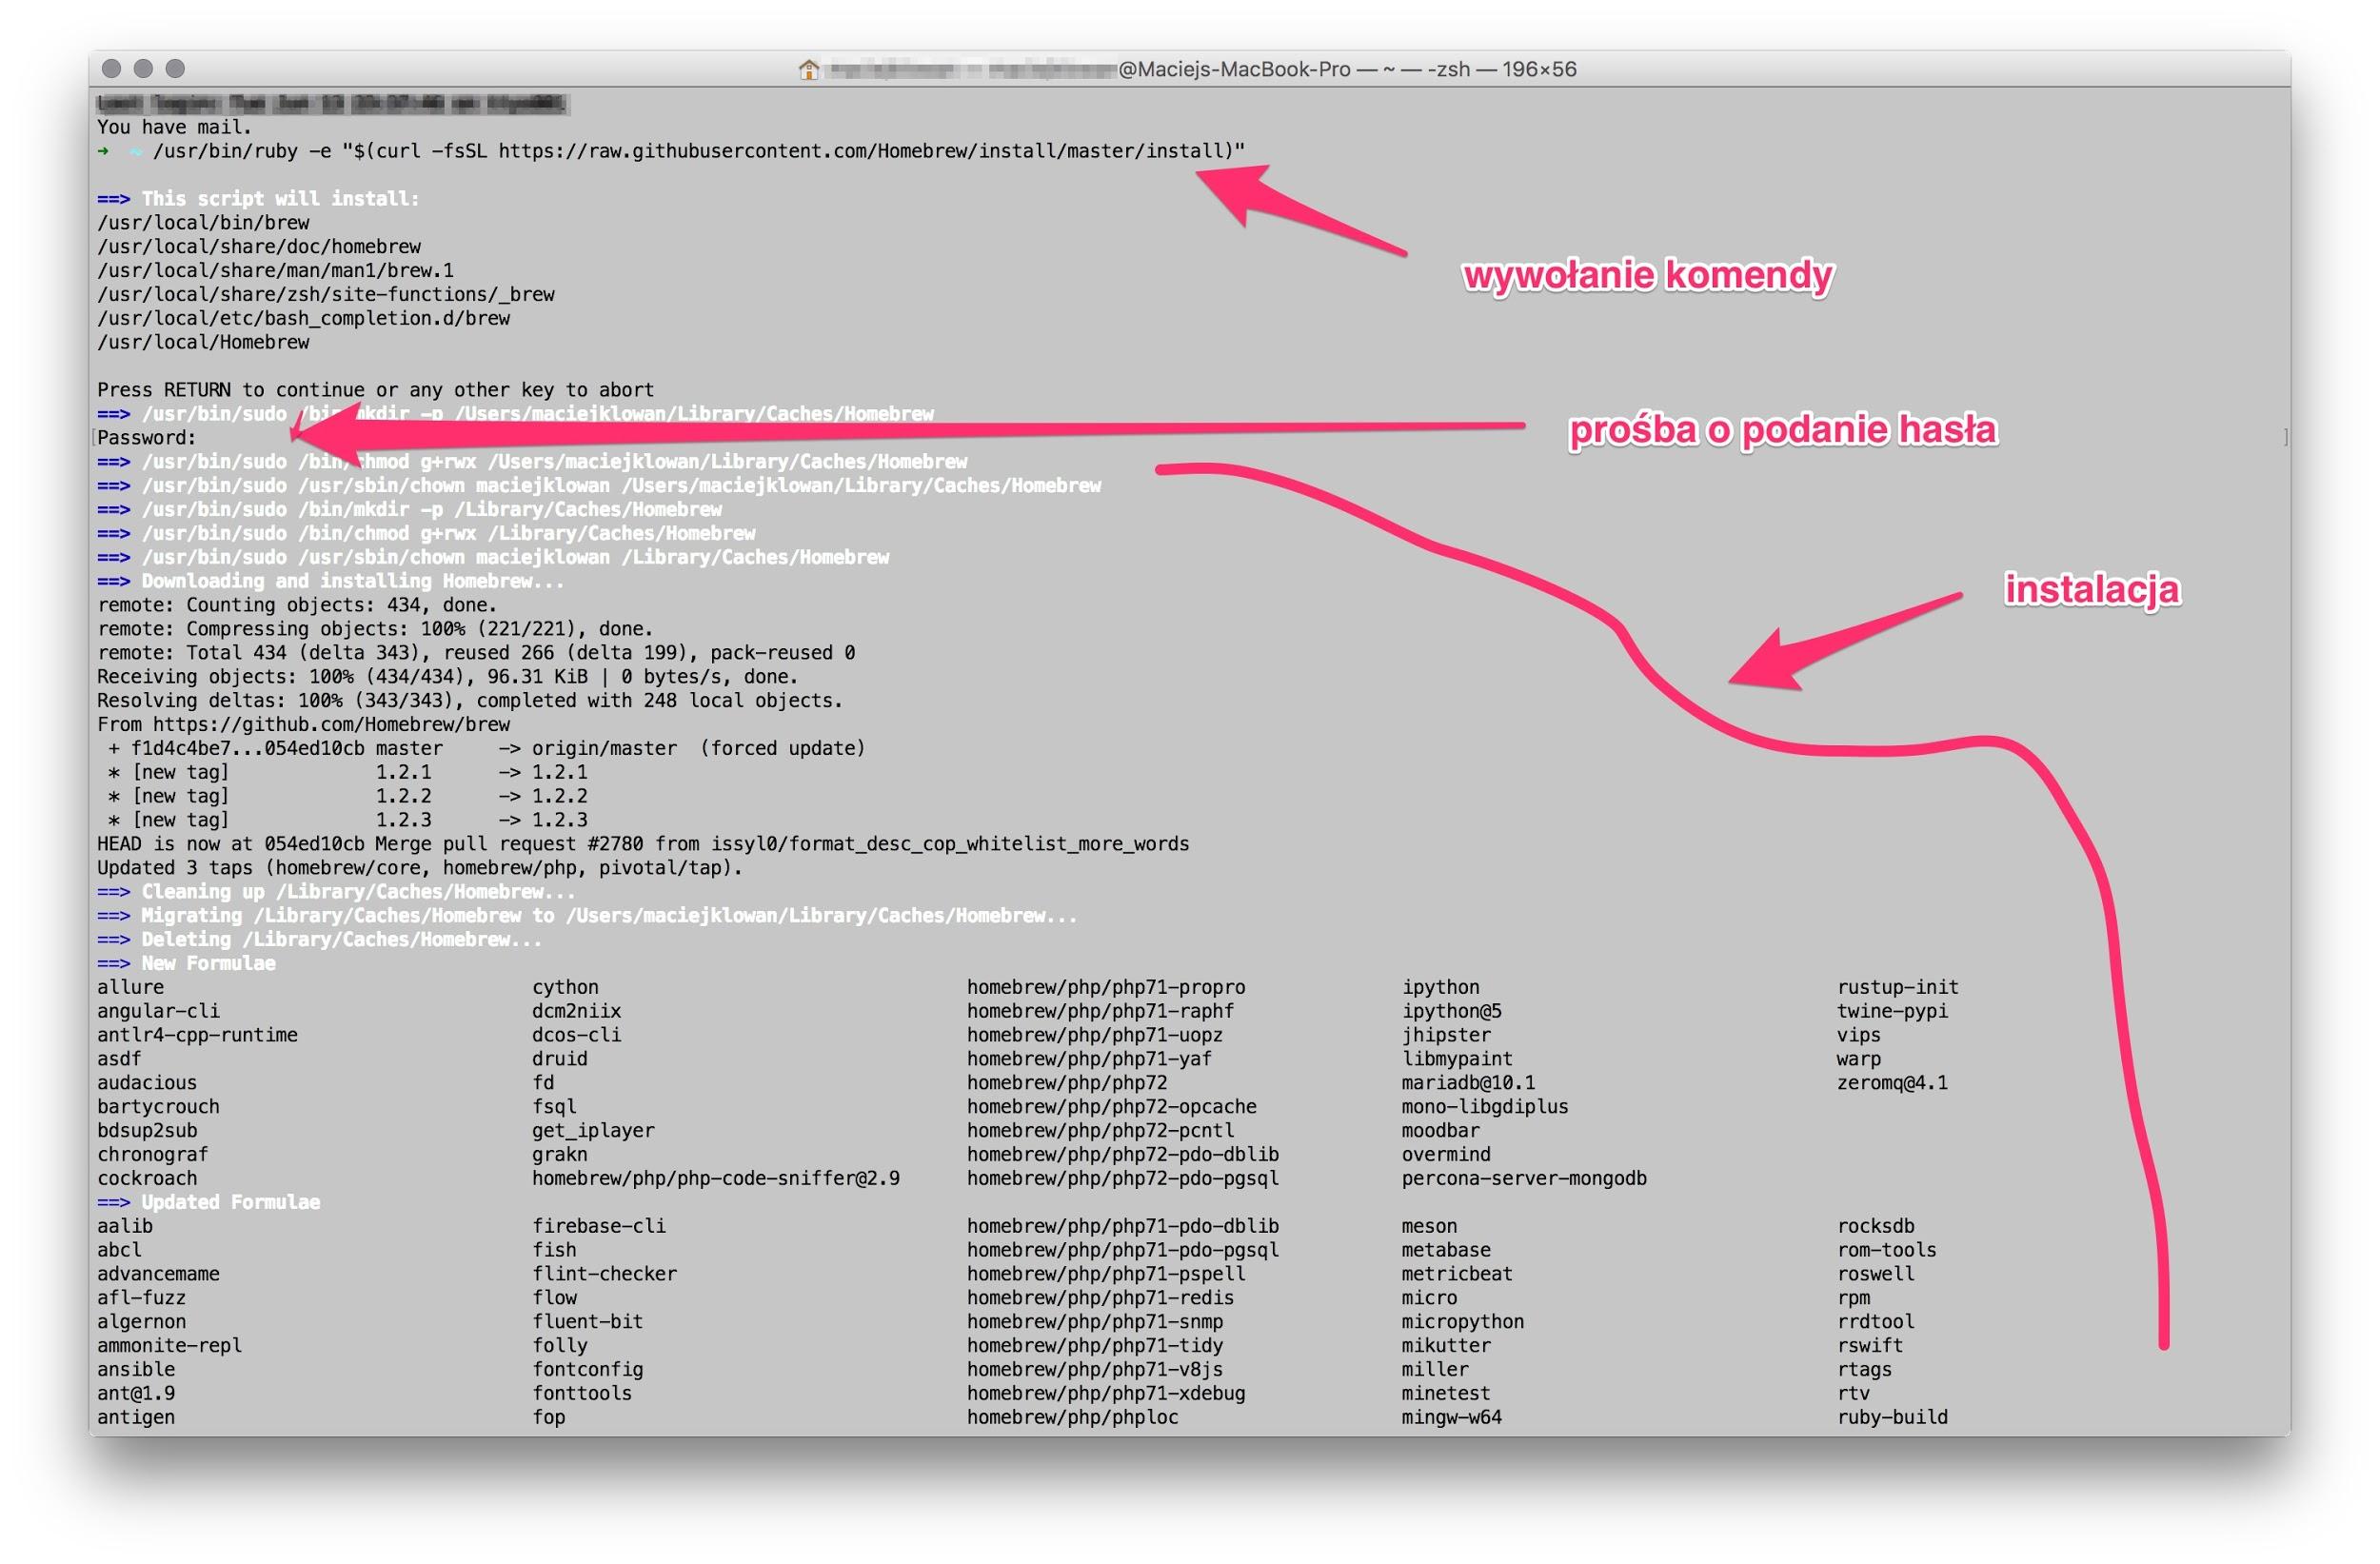 @Maciejs-MacBook-Pro — ~ — -zsh — 196×56
You have mail.
➜ ~ /usr/bin/ruby -e "$(curl -fsSL https://raw.githubusercontent.com/Homebrew/install/master/install)"
wywołanie komendy
==> This script will install:
/usr/local/bin/brew
/usr/local/share/doc/homebrew
/usr/local/share/man/man1/brew.1
/usr/local/share/zsh/site-functions/_brew
/usr/local/etc/bash_completion.d/brew
/usr/local/Homebrew
Press RETURN to continue or any other key to abort
==> /usr/bin/sudo /bin/mkdir -p /Users/maciejklowan/Library/Caches/Homebrew
Password:
prośba o podanie hasła
==> /usr/bin/sudo /bin/chmod g+rwx /Users/maciejklowan/Library/Caches/Homebrew
==> /usr/bin/sudo /usr/sbin/chown maciejklowan /Users/maciejklowan/Library/Caches/Homebrew
==> /usr/bin/sudo /bin/mkdir -p /Library/Caches/Homebrew
==> /usr/bin/sudo /bin/chmod g+rwx /Library/Caches/Homebrew
==> /usr/bin/sudo /usr/sbin/chown maciejklowan /Library/Caches/Homebrew
==> Downloading and installing Homebrew...
instalacja
remote: Counting objects: 434, done.
remote: Compressing objects: 100% (221/221), done.
remote: Total 434 (delta 343), reused 266 (delta 199), pack-reused 0
Receiving objects: 100% (434/434), 96.31 KiB | 0 bytes/s, done.
Resolving deltas: 100% (343/343), completed with 248 local objects.
From https://github.com/Homebrew/brew
+ f1d4c4be7...054ed10cb master -> origin/master (forced update)
* [new tag] 1.2.1 -> 1.2.1
* [new tag] 1.2.2 -> 1.2.2
* [new tag] 1.2.3 -> 1.2.3
HEAD is now at 054ed10cb Merge pull request #2780 from issyl0/format_desc_cop_whitelist_more_words
Updated 3 taps (homebrew/core, homebrew/php, pivotal/tap).
==> Cleaning up /Library/Caches/Homebrew...
==> Migrating /Library/Caches/Homebrew to /Users/maciejklowan/Library/Caches/Homebrew...
==> Deleting /Library/Caches/Homebrew...
==> New Formulae
allure cython homebrew/php/php71-propro ipython rustup-init
angular-cli dcm2niix homebrew/php/php71-raphf ipython@5 twine-pypi
antlr4-cpp-runtime dcos-cli homebrew/php/php71-uopz jhipster vips
asdf druid homebrew/php/php71-yaf libmypaint warp
audacious fd homebrew/php/php72 mariadb@10.1 zeromq@4.1
bartycrouch fsql homebrew/php/php72-opcache mono-libgdiplus
bdsup2sub get_iplayer homebrew/php/php72-pcntl moodbar
chronograf grakn homebrew/php/php72-pdo-dblib overmind
cockroach homebrew/php/php-code-sniffer@2.9 homebrew/php/php72-pdo-pgsql percona-server-mongodb
==> Updated Formulae
aalib firebase-cli homebrew/php/php71-pdo-dblib meson rocksdb
abcl fish homebrew/php/php71-pdo-pgsql metabase rom-tools
advancemame flint-checker homebrew/php/php71-pspell metricbeat roswell
afl-fuzz flow homebrew/php/php71-redis micro rpm
algernon fluent-bit homebrew/php/php71-snmp micropython rrdtool
ammonite-repl folly homebrew/php/php71-tidy mikutter rswift
ansible fontconfig homebrew/php/php71-v8js miller rtags
ant@1.9 fonttools homebrew/php/php71-xdebug minetest rtv
antigen fop homebrew/php/phploc mingw-w64 ruby-build